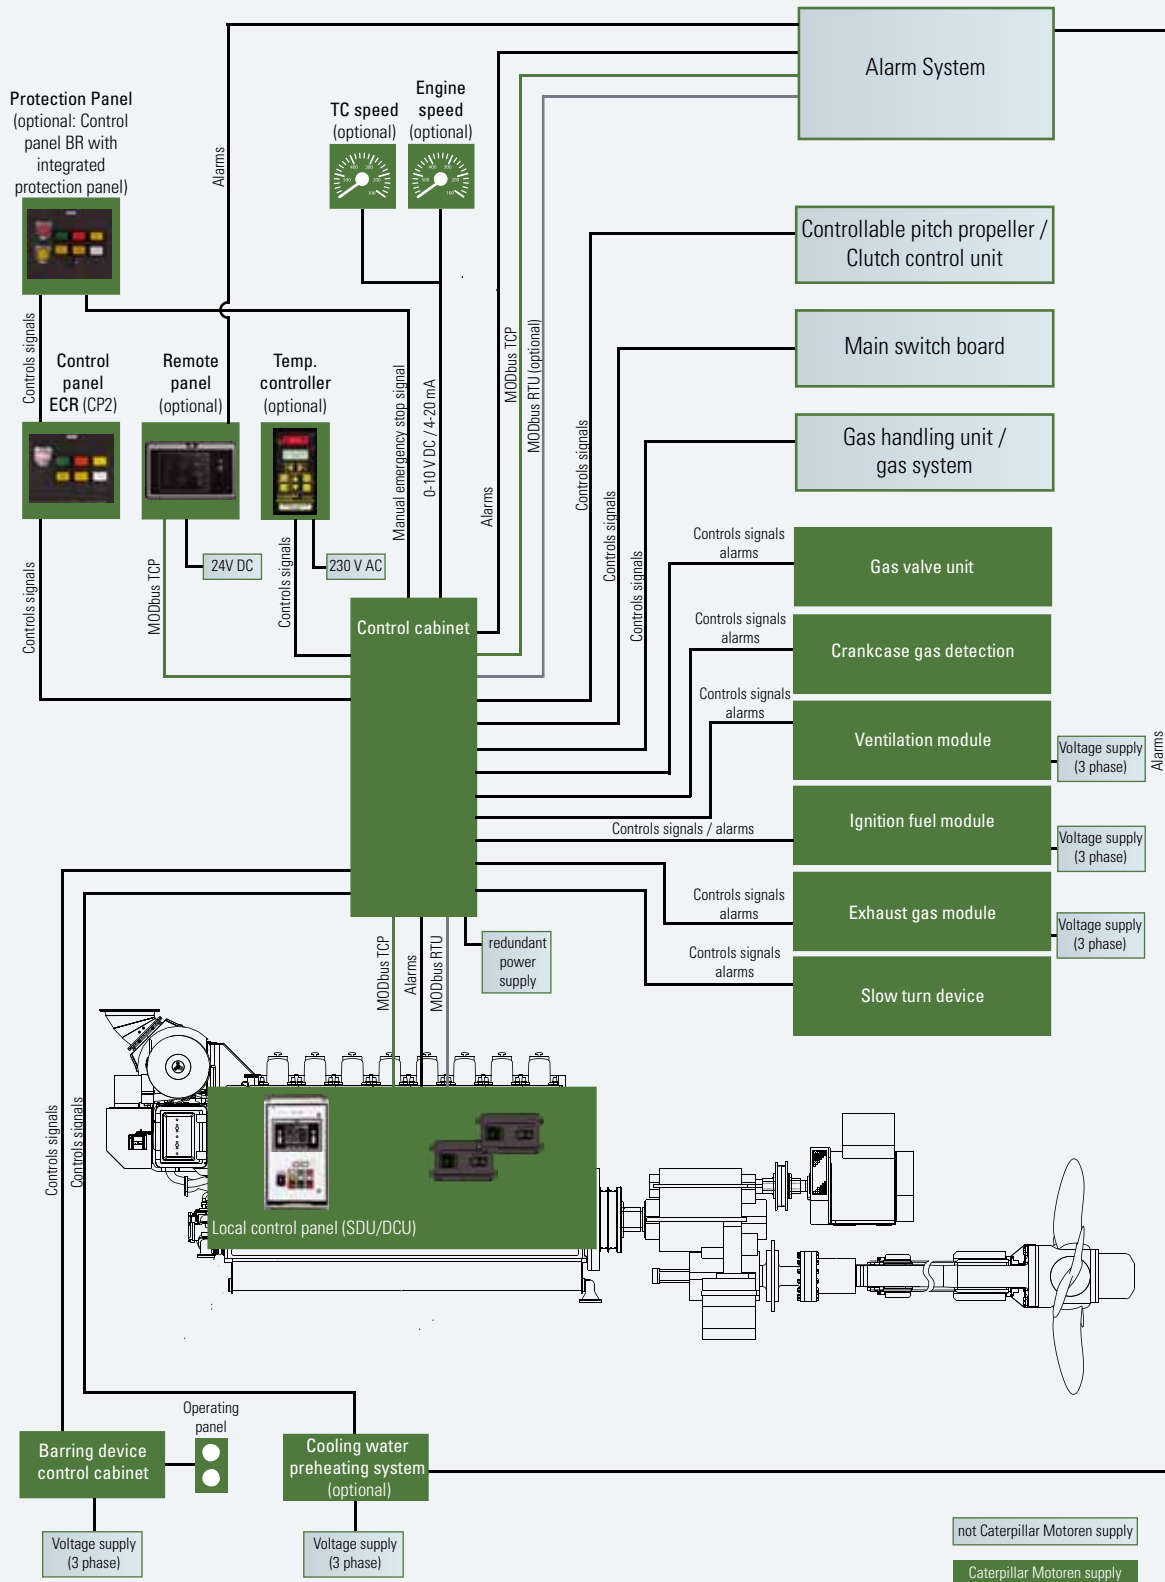 Alarm System
Protection Panel
(optional: Control
panel BR with
integrated
protection panel)
TC speed
(optional)
Engine
speed
(optional)
Alarms
Controllable pitch propeller /
Clutch control unit
Main switch board
Gas handling unit /
gas system
Controls signals
Control
panel
ECR (CP2)
Remote
panel
(optional)
Temp.
controller
(optional)
Manual emergency stop signal
0-10 V DC / 4-20 mA
Alarms
MODbus TCP
MODbus RTU (optional)
Controls signals
Controls signals
Controls signals
Controls signals
MODbus TCP
24V DC
Controls signals
230 V AC
Control cabinet
Controls signals
alarms
Gas valve unit
Controls signals
alarms
Crankcase gas detection
Controls signals
alarms
Ventilation module
Voltage supply
(3 phase)
Alarms
Controls signals / alarms
Ignition fuel module
Voltage supply
(3 phase)
Controls signals
alarms
Exhaust gas module
Voltage supply
(3 phase)
Controls signals
alarms
Slow turn device
MODbus TCP
Alarms
MODbus RTU
redundant
power
supply
Controls signals
Controls signals
Local control panel (SDU/DCU)
Operating
panel
Barring device
control cabinet
Cooling water
preheating system
(optional)
Voltage supply
(3 phase)
Voltage supply
(3 phase)
not Caterpillar Motoren supply
Caterpillar Motoren supply